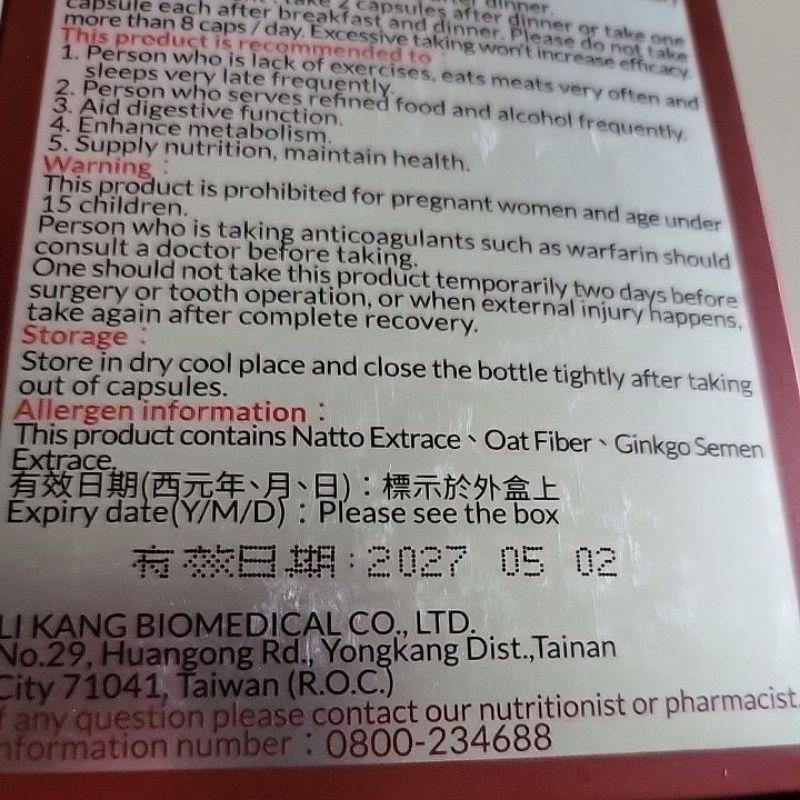 dinner.
take 2 capsules after dinner or take one
capsule each after breakfast and dinner. Please do not take
more than 8 caps / day. Excessive taking won't increase efficacy.
This product is recommended to
1. Person who is lack of exercises, eats meats very often and
sleeps very late frequently.
2. Person who serves refined food and alcohol frequently.
3. Aid digestive function.
4. Enhance metabolism.
5. Supply nutrition, maintain health.
Warning：
This product is prohibited for pregnant women and age under
15 children.
Person who is taking anticoagulants such as warfarin should
consult a doctor before taking.
One should not take this product temporarily two days before
surgery or tooth operation, or when external injury happens,
take again after complete recovery.
Storage：
Store in dry cool place and close the bottle tightly after taking
out of capsules.
Allergen information：
This product contains Natto Extrace、Oat Fiber、Ginkgo Semen
Extrace.
有效日期(西元年、月、日)：標示於外盒上
Expiry date(Y/M/D)：Please see the box
有效日期:2027 05 02
LI KANG BIOMEDICAL CO., LTD.
No.29, Huangong Rd., Yongkang Dist.,Tainan
City 71041, Taiwan (R.O.C.)
f any question please contact our nutritionist or pharmacist.
nformation number：0800-234688